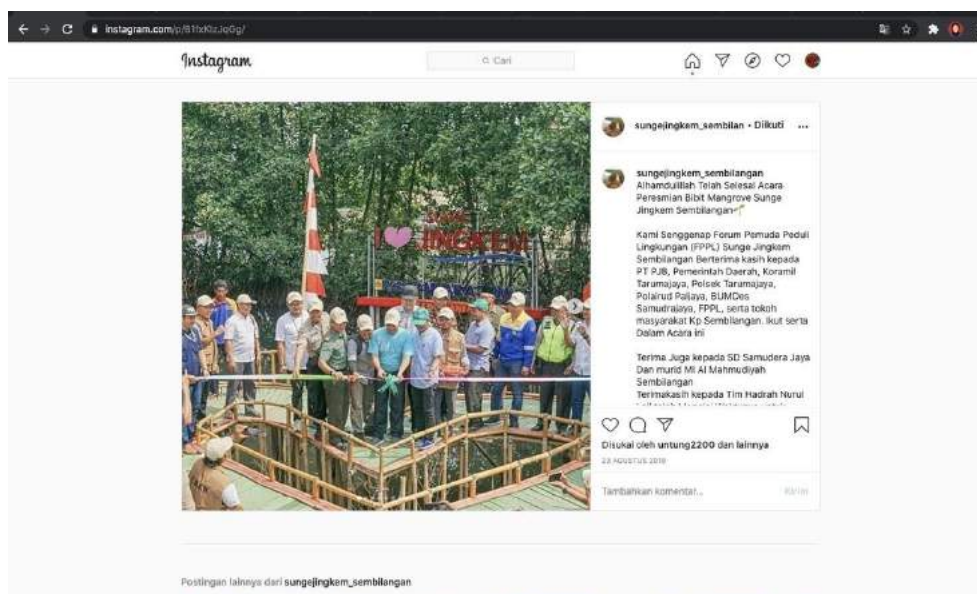 instagram.com/p/
Instagram
Cari
sungejingkem_sembilan • Diikuti
sungejingkem_sembilangan
Alhamdulillah Telah Selesai Acara
Peresmian Bibit Mangrove Sunge
Jingkem Sembilangan
Kami Senggenap Forum Pemuda Peduli
Lingkungan (FPPL) Sunge Jingkem
Sembilangan Berterima kasih kepada
PT PJB, Pemerintah Daerah, Koramil
Tarumajaya, Polsek Tarumajaya,
Polairud Paljaya, BUMDes
Samudrajaya, FPPL, serta tokoh
masyarakat Kp Sembilangan. Ikut serta
Dalam Acara ini
Terima Juga kepada SD Samudera Jaya
Dan murid MI Al Mahmudiyah
Sembilangan
Terimakasih kepada Tim Hadrah Nurul
I
JINGKEM
Disukai oleh untung2200 dan lainnya
23 AGUSTUS 2019
Tambahkan komentar...
Kirim
Postingan lainnya dari sungejingkem_sembilangan